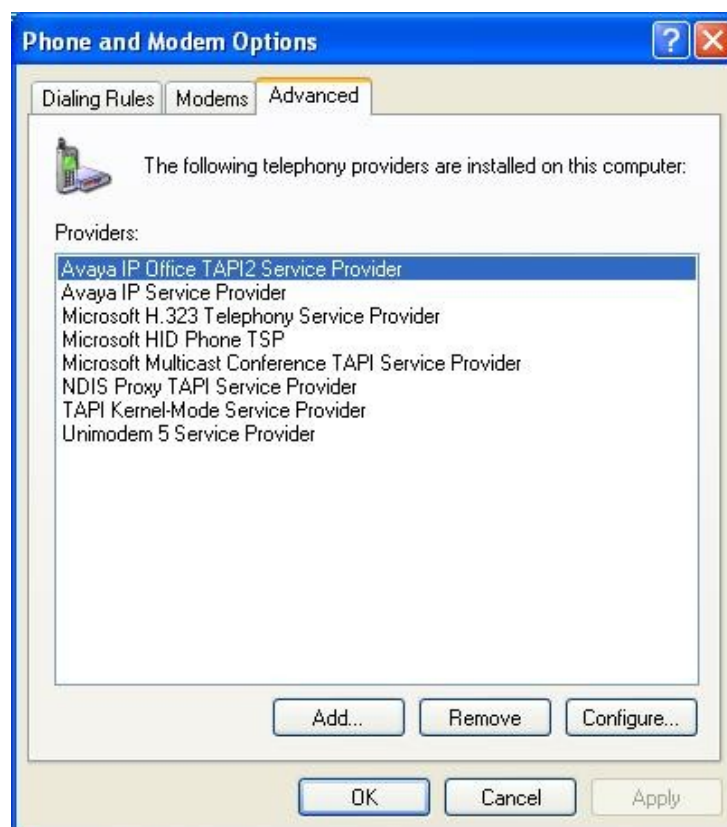 Phone and Modem Options
Dialing Rules Modems Advanced
The following telephony providers are installed on this computer:
Providers:
Avaya IP Office TAPI2 Service Provider
Avaya IP Service Provider
Microsoft H.323 Telephony Service Provider
Microsoft HID Phone TSP
Microsoft Multicast Conference TAPI Service Provider
NDIS Proxy TAPI Service Provider
TAPI Kernel-Mode Service Provider
Unimodem 5 Service Provider
Add... Remove Configure...
OK Cancel Apply